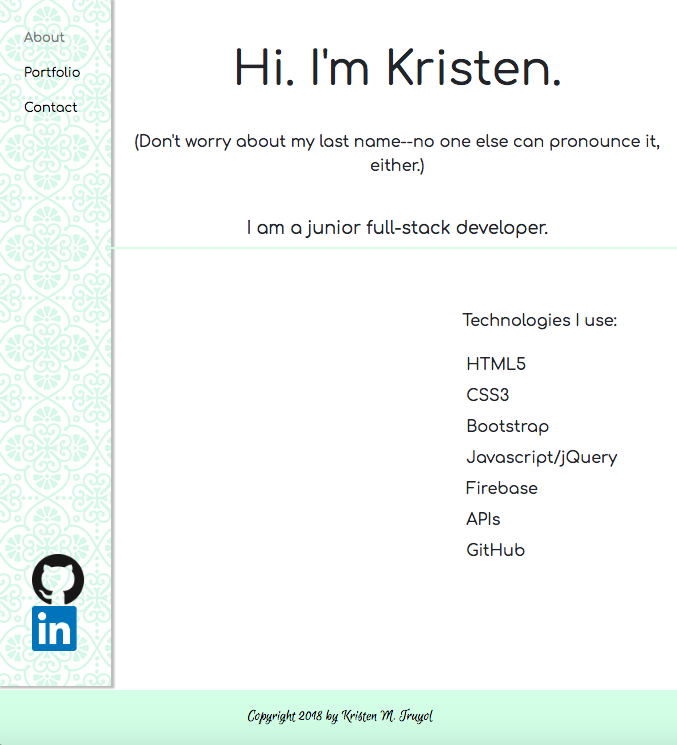 About
Portfolio
Contact
Hi. I'm Kristen.
(Don't worry about my last name--no one else can pronounce it,
either.)
I am a junior full-stack developer.
Technologies I use:
HTML5
CSS3
Bootstrap
Javascript/jQuery
Firebase
APIs
GitHub
in
Copyright 2018 by Kristen M. Truyol